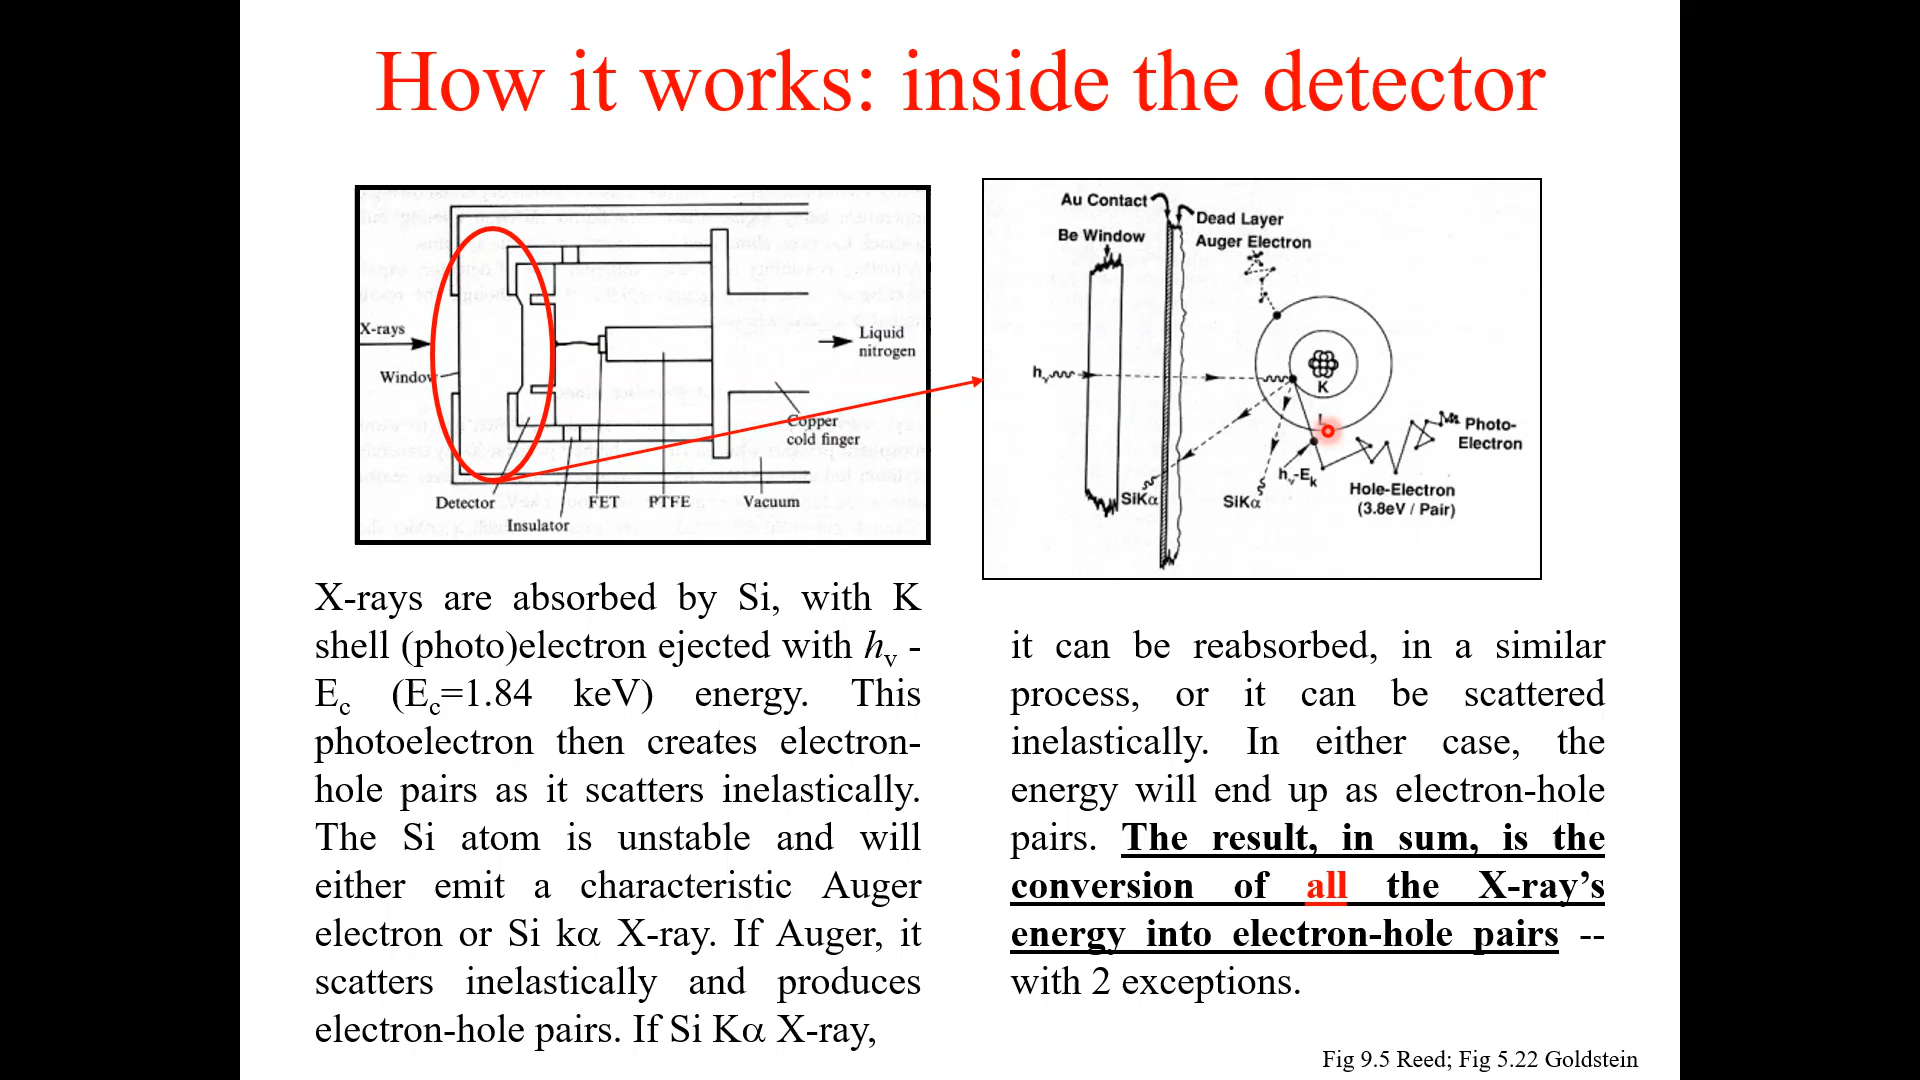 How it works: inside the detector
X-rays
Window
Liquid
nitrogen
Copper
cold finger
Detector
FET
PTFE
Vacuum
Insulator
Au Contact
Dead Layer
Be Window
Auger Electron
hν
K
L
Photo-
Electron
hν-Ek
SiKα
SiKα
Hole-Electron
(3.8eV / Pair)
X-rays are absorbed by Si, with K
shell (photo)electron ejected with hv -
Ec (Ec=1.84 keV) energy. This
photoelectron then creates electron-
hole pairs as it scatters inelastically.
The Si atom is unstable and will
either emit a characteristic Auger
electron or Si kα X-ray. If Auger, it
scatters inelastically and produces
electron-hole pairs. If Si Kα X-ray,
it can be reabsorbed, in a similar
process, or it can be scattered
inelastically. In either case, the
energy will end up as electron-hole
pairs. The result, in sum, is the
conversion of all the X-ray’s
energy into electron-hole pairs --
with 2 exceptions.
Fig 9.5 Reed; Fig 5.22 Goldstein